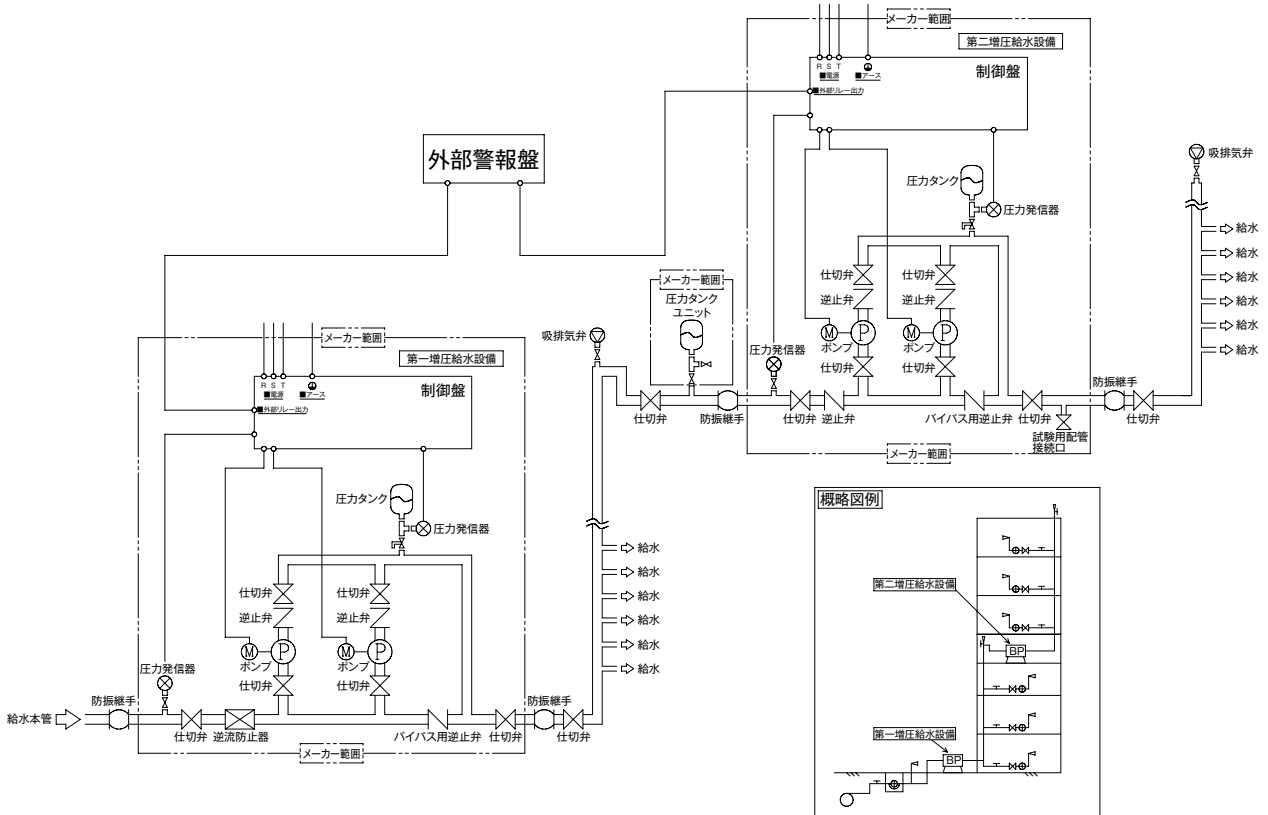 メーカー範囲
第二増圧給水設備
R S T
■電源
■アース
制御盤
■外部リレー出力
外部警報盤
圧力タンク
圧力発信器
吸排気弁
給水
給水
給水
給水
給水
給水
仕切弁
仕切弁
逆止弁
逆止弁
M
P
M
P
ポンプ
ポンプ
仕切弁
仕切弁
メーカー範囲
圧力タンク
ユニット
吸排気弁
圧力発信器
仕切弁
防振継手
仕切弁
逆止弁
バイパス用逆止弁
仕切弁
試験用配管
接続口
防振継手
仕切弁
メーカー範囲
メーカー範囲
第一増圧給水設備
R S T
■電源
■アース
制御盤
■外部リレー出力
圧力タンク
圧力発信器
給水
給水
給水
給水
給水
給水
仕切弁
仕切弁
逆止弁
逆止弁
M
P
M
P
ポンプ
ポンプ
仕切弁
仕切弁
圧力発信器
防振継手
給水本管
仕切弁
逆流防止器
バイパス用逆止弁
仕切弁
防振継手
仕切弁
メーカー範囲
概略図例
第二増圧給水設備
BP
第一増圧給水設備
BP